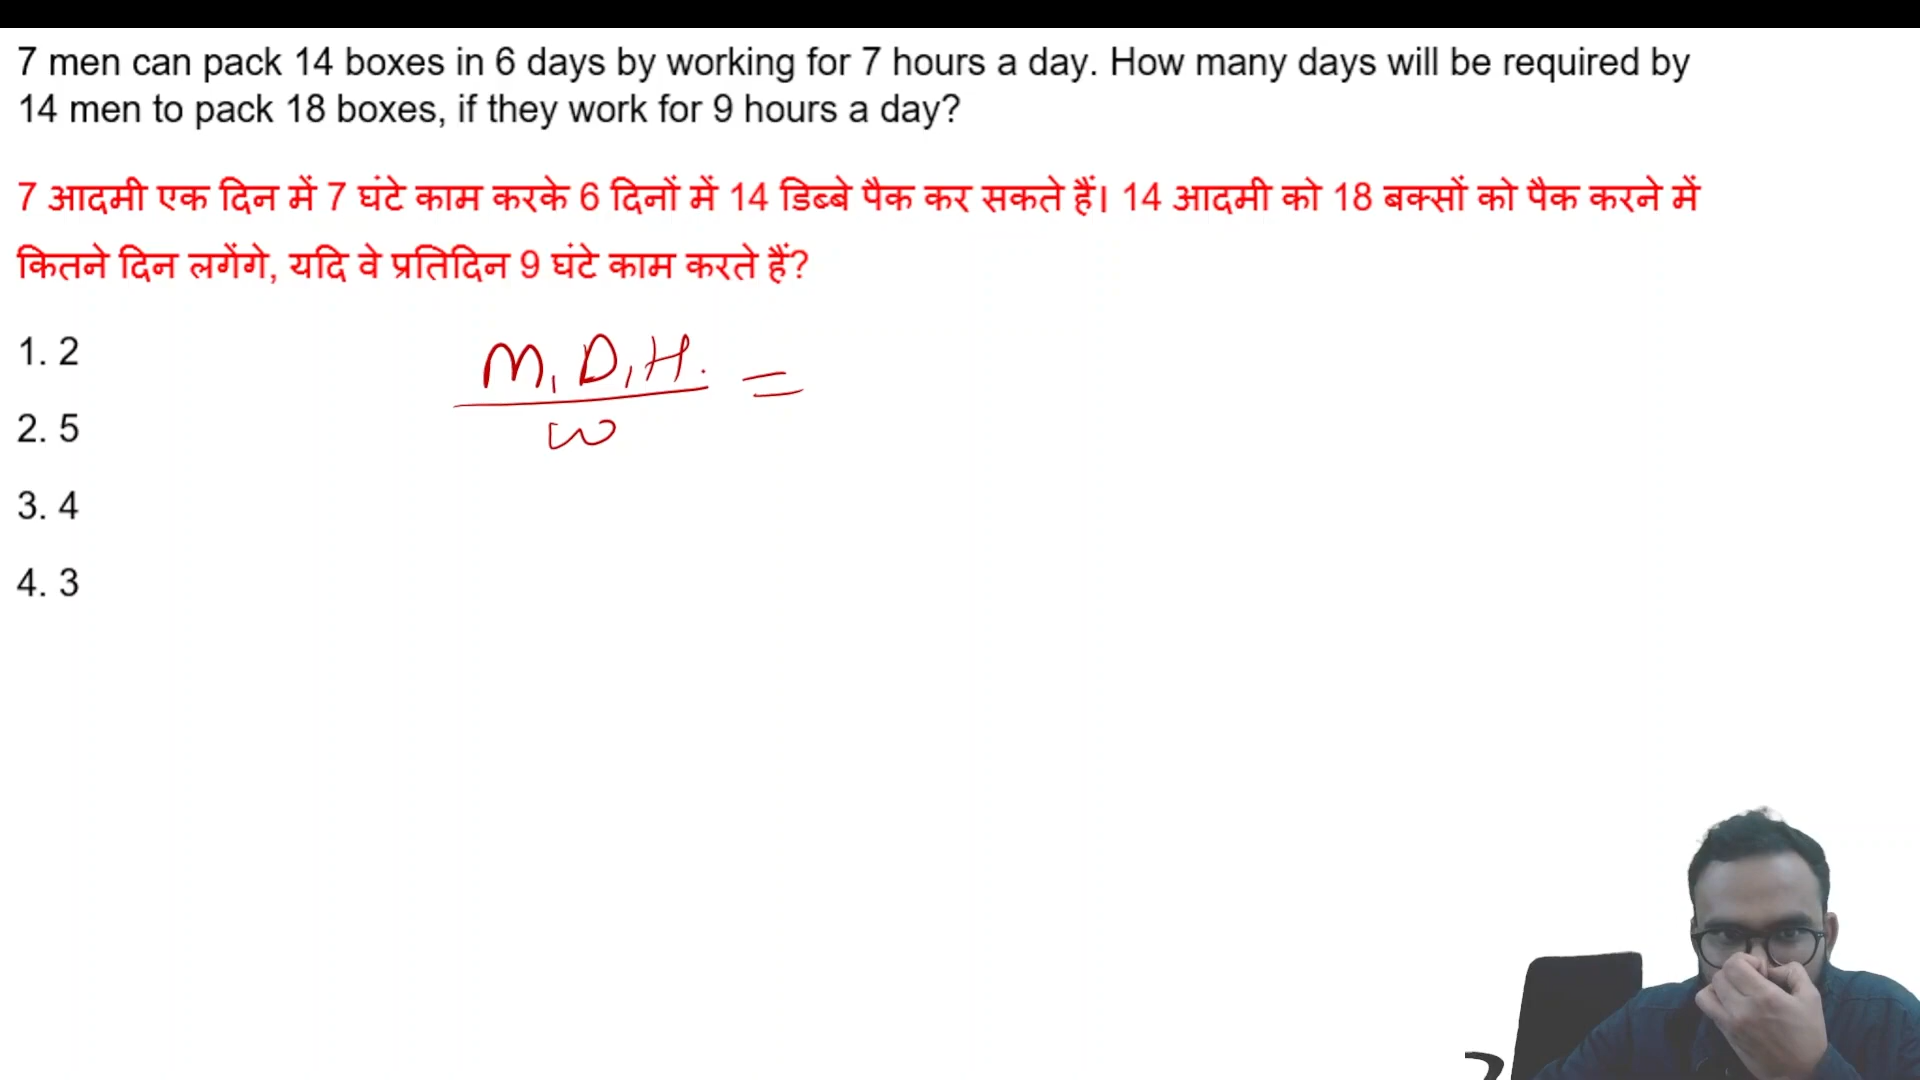 7 men can pack 14 boxes in 6 days by working for 7 hours a day. How many days will be required by
14 men to pack 18 boxes, if they work for 9 hours a day?
7 आदमी एक दिन में 7 घंटे काम करके 6 दिनों में 14 डिब्बे पैक कर सकते हैं। 14 आदमी को 18 बक्सों को पैक करने में
कितने दिन लगेंगे, यदि वे प्रतिदिन 9 घंटे काम करते हैं?
1. 2
M₁ D₁ H. =
W
2. 5
3. 4
4. 3